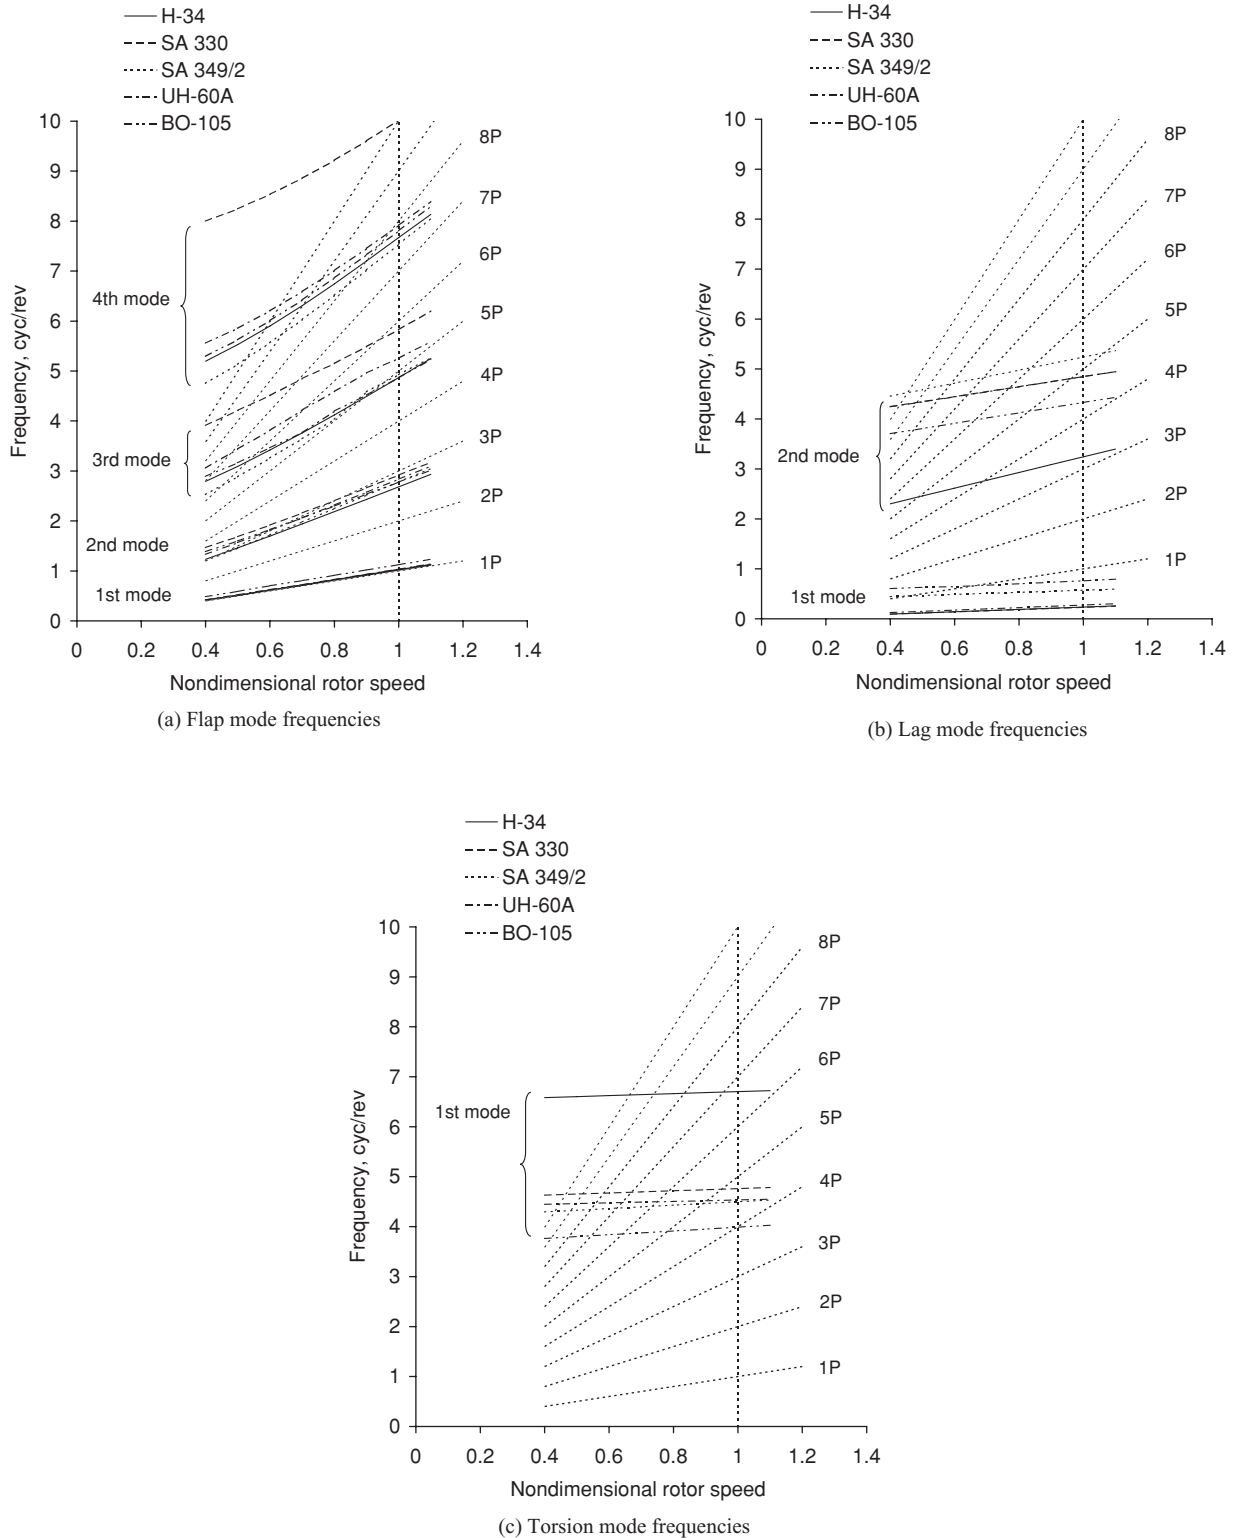 H-34
SA 330
SA 349/2
UH-60A
BO-105
10
9
8
7
6
5
4
3
2
1
0
Frequency, cyc/rev
4th mode
3rd mode
2nd mode
1st mode
8P
7P
6P
5P
4P
3P
2P
1P
0 0.2 0.4 0.6 0.8 1 1.2 1.4
Nondimensional rotor speed
(a) Flap mode frequencies
H-34
SA 330
SA 349/2
UH-60A
BO-105
10
9
8
7
6
5
4
3
2
1
0
Frequency, cyc/rev
2nd mode
1st mode
8P
7P
6P
5P
4P
3P
2P
1P
0 0.2 0.4 0.6 0.8 1 1.2 1.4
Nondimensional rotor speed
(b) Lag mode frequencies
H-34
SA 330
SA 349/2
UH-60A
BO-105
10
9
8
7
6
5
4
3
2
1
0
Frequency, cyc/rev
1st mode
8P
7P
6P
5P
4P
3P
2P
1P
0 0.2 0.4 0.6 0.8 1 1.2 1.4
Nondimensional rotor speed
(c) Torsion mode frequencies